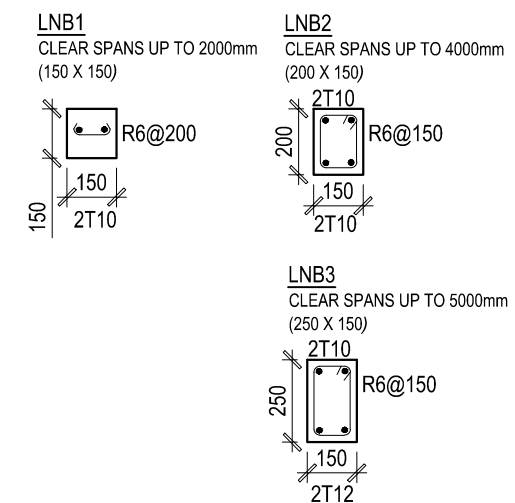 LNB1
CLEAR SPANS UP TO 2000mm
(150 X 150)
R6@200
150
150
2T10
LNB2
CLEAR SPANS UP TO 4000mm
(200 X 150)
2T10
R6@150
200
150
2T10
LNB3
CLEAR SPANS UP TO 5000mm
(250 X 150)
2T10
R6@150
250
150
2T12